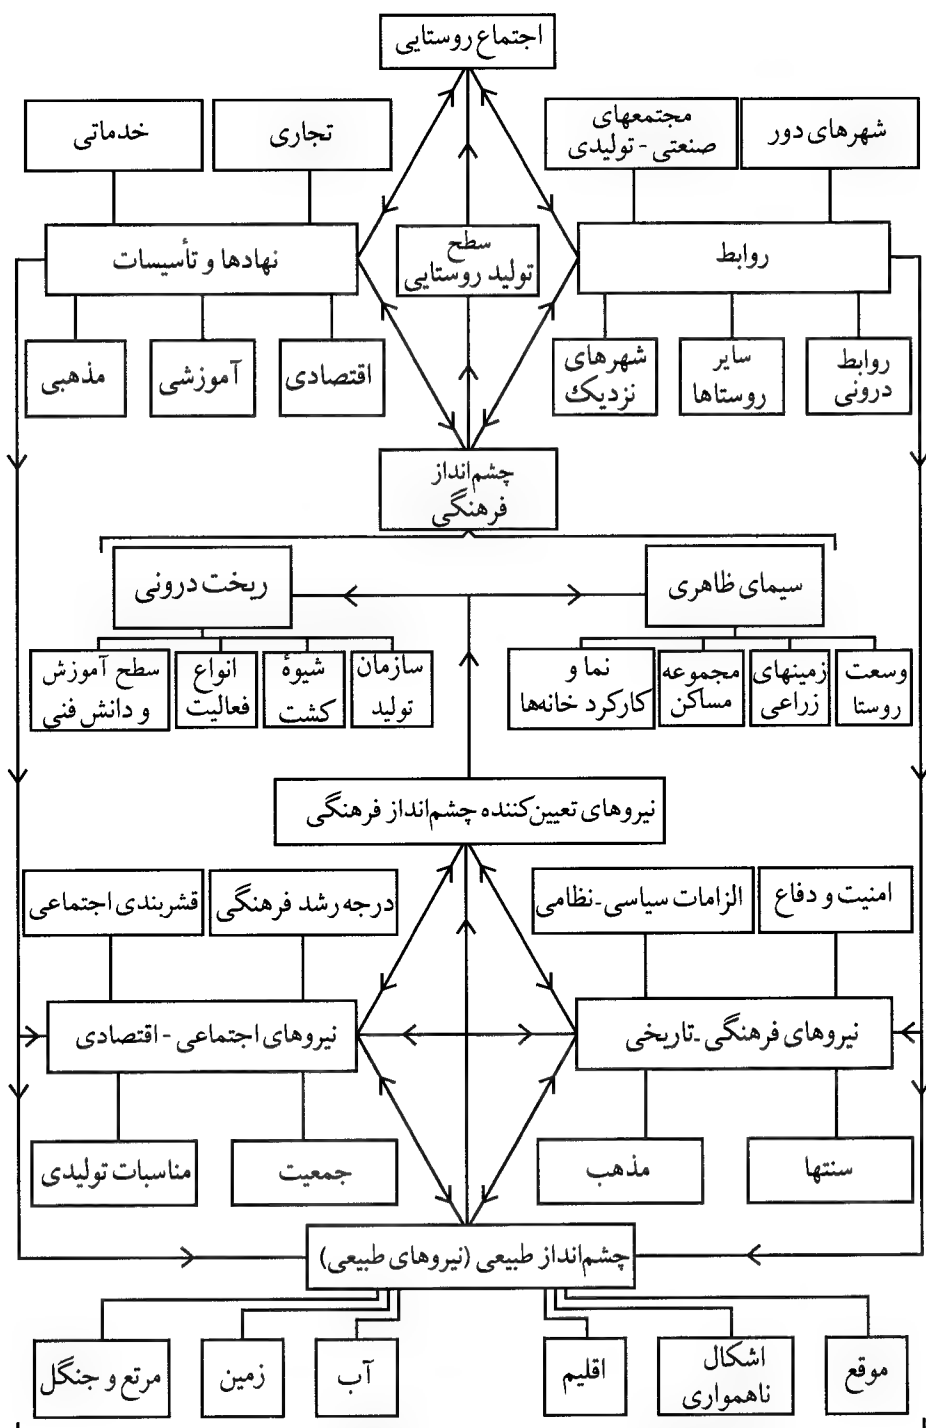 اجتماع روستایی
شهرهای دور
مجتمعهای
صنعتی - تولیدی
تجاری
خدماتی
روابط
سطح
تولید روستایی
نهادها و تأسیسات
روابط
درونی
سایر
روستاها
شهرهای
نزدیک
اقتصادی
آموزشی
مذهبی
چشم‌انداز
فرهنگی
سیمای ظاهری
ریخت درونی
وسعت
روستا
زمینهای
زراعی
مجموعه
مساکن
نما و
کارکرد خانه‌ها
سازمان
تولید
شیوهٔ
کشت
انواع
فعالیت
سطح آموزش
و دانش فنی
نیروهای تعیین‌کننده چشم‌انداز فرهنگی
امنیت و دفاع
الزامات سیاسی-نظامی
درجه رشد فرهنگی
قشربندی اجتماعی
نیروهای فرهنگی-تاریخی
نیروهای اجتماعی - اقتصادی
سنتها
مذهب
جمعیت
مناسبات تولیدی
چشم‌انداز طبیعی (نیروهای طبیعی)
موقع
اشکال
ناهمواری
اقلیم
آب
زمین
مرتع و جنگل